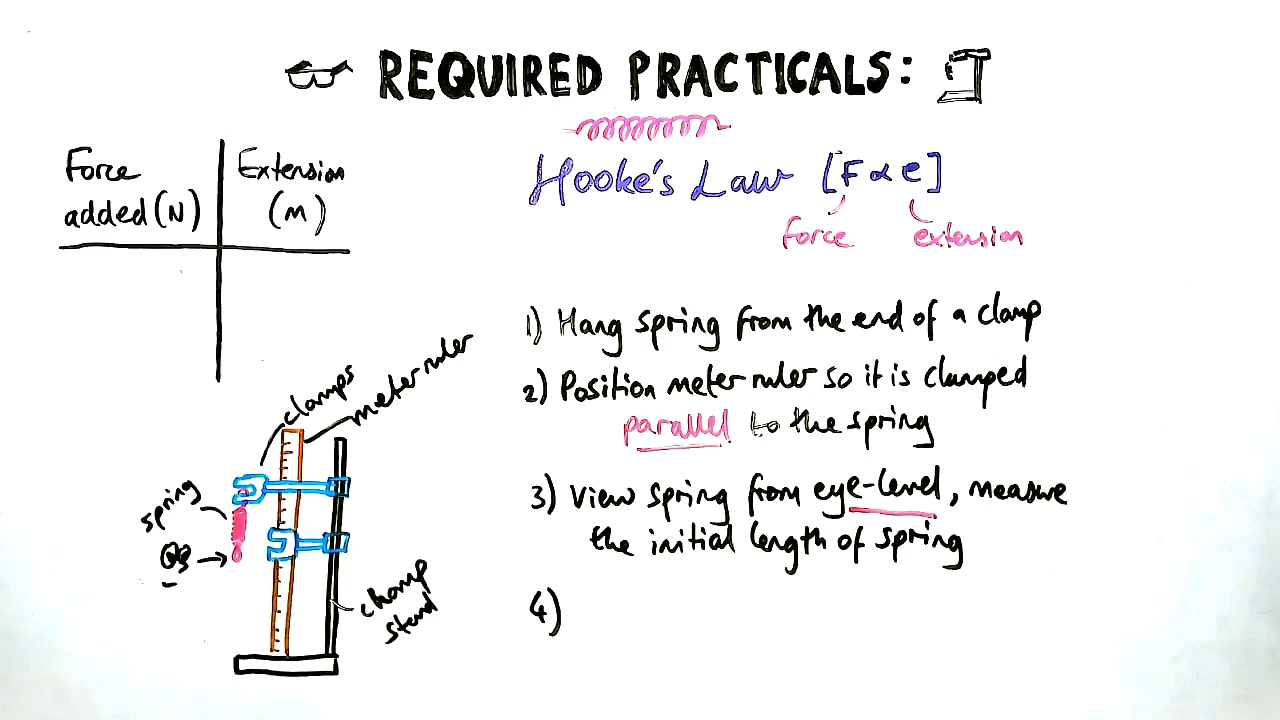 REQUIRED PRACTICALS:
Force
added (N)
Extension
(M)
Hooke's Law [F ∝ e]
force
extension
1) Hang spring from the end of a clamp
2) Position meter ruler so it is clamped
parallel to the spring
3) View spring from eye-level, measure
the initial length of spring
4)
clamps
meter ruler
spring
clamp
stand